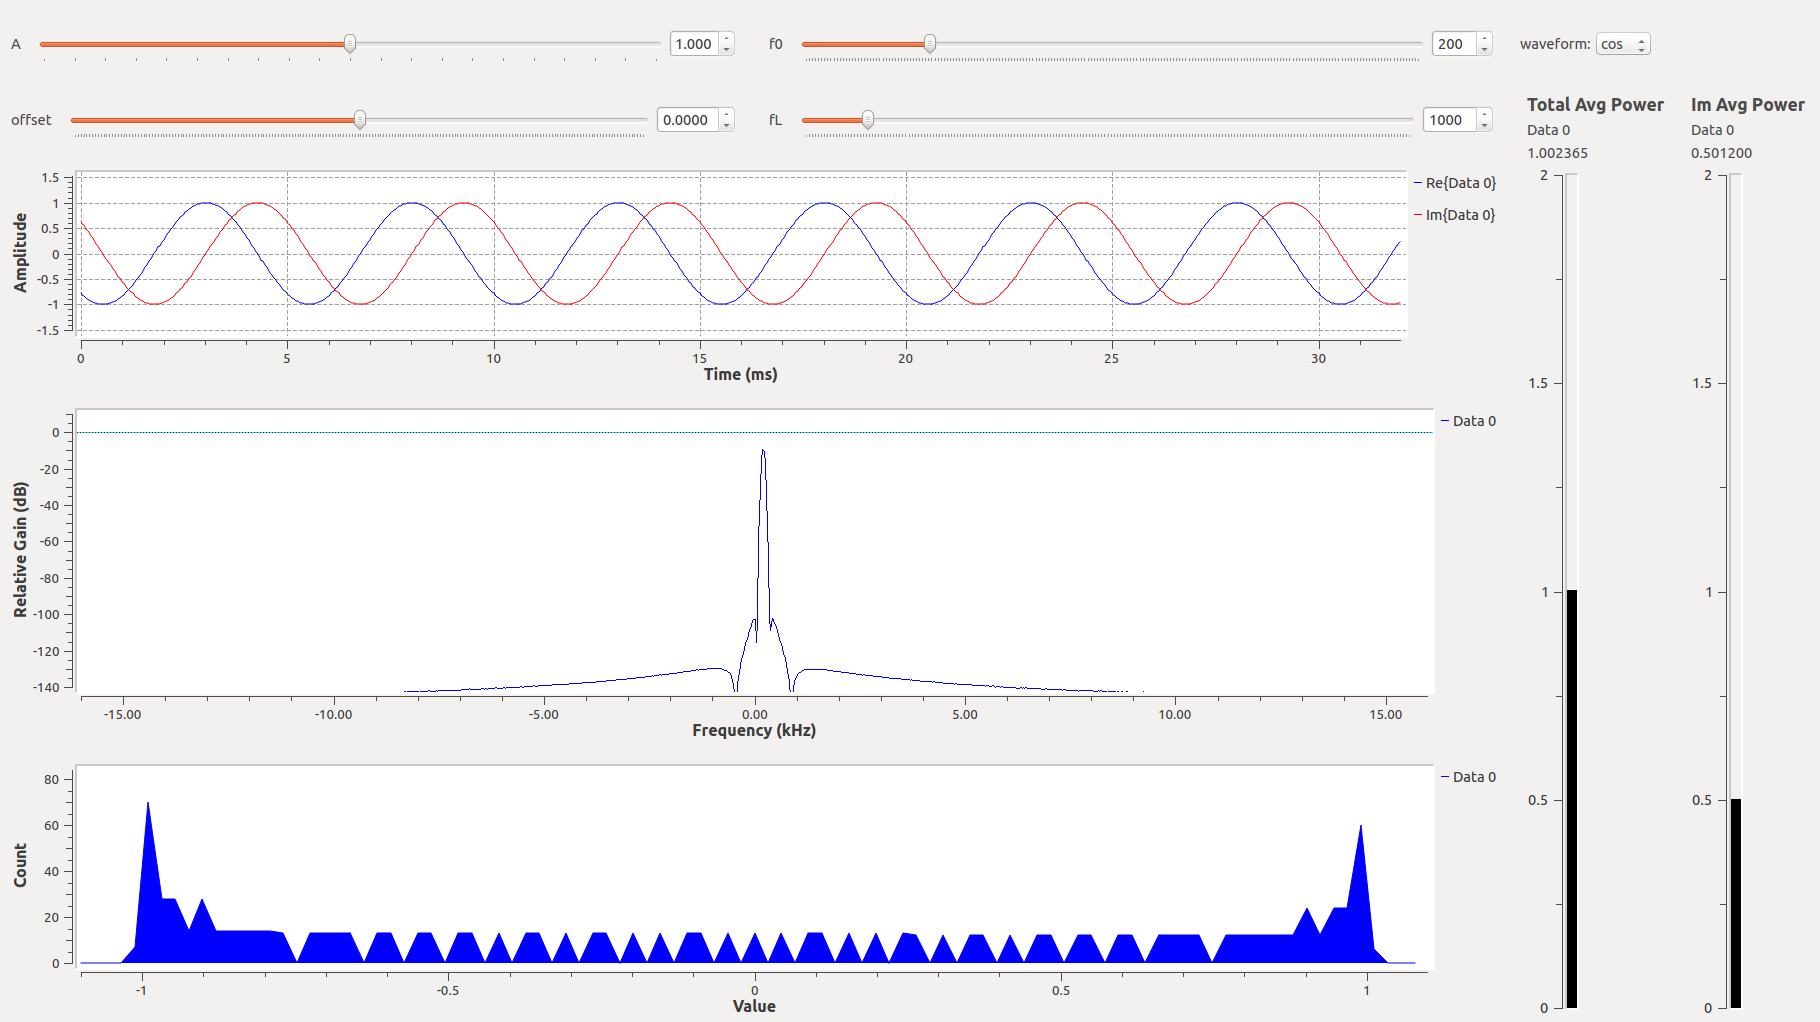 A 1.000 f0 200 waveform: cos
offset 0.0000 fL 1000
Total Avg Power
Data 0
1.002365
Im Avg Power
Data 0
0.501200
1.5
1
0.5
0
-0.5
-1
-1.5
Amplitude
0 5 10 15 20 25 30
Time (ms)
Re{Data 0}
Im{Data 0}
0
-20
-40
-60
-80
-100
-120
-140
Relative Gain (dB)
-15.00 -10.00 -5.00 0.00 5.00 10.00 15.00
Frequency (kHz)
Data 0
80
60
40
20
0
Count
-1 -0.5 0 0.5 1
Value
Data 0
2
1.5
1
0.5
0
2
1.5
1
0.5
0